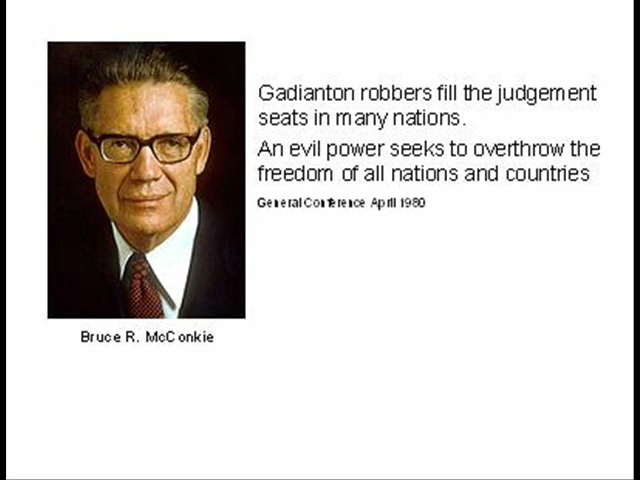 Gadianton robbers fill the judgement
seats in many nations.
An evil power seeks to overthrow the
freedom of all nations and countries
General Conference April 1980
Bruce R. McConkie